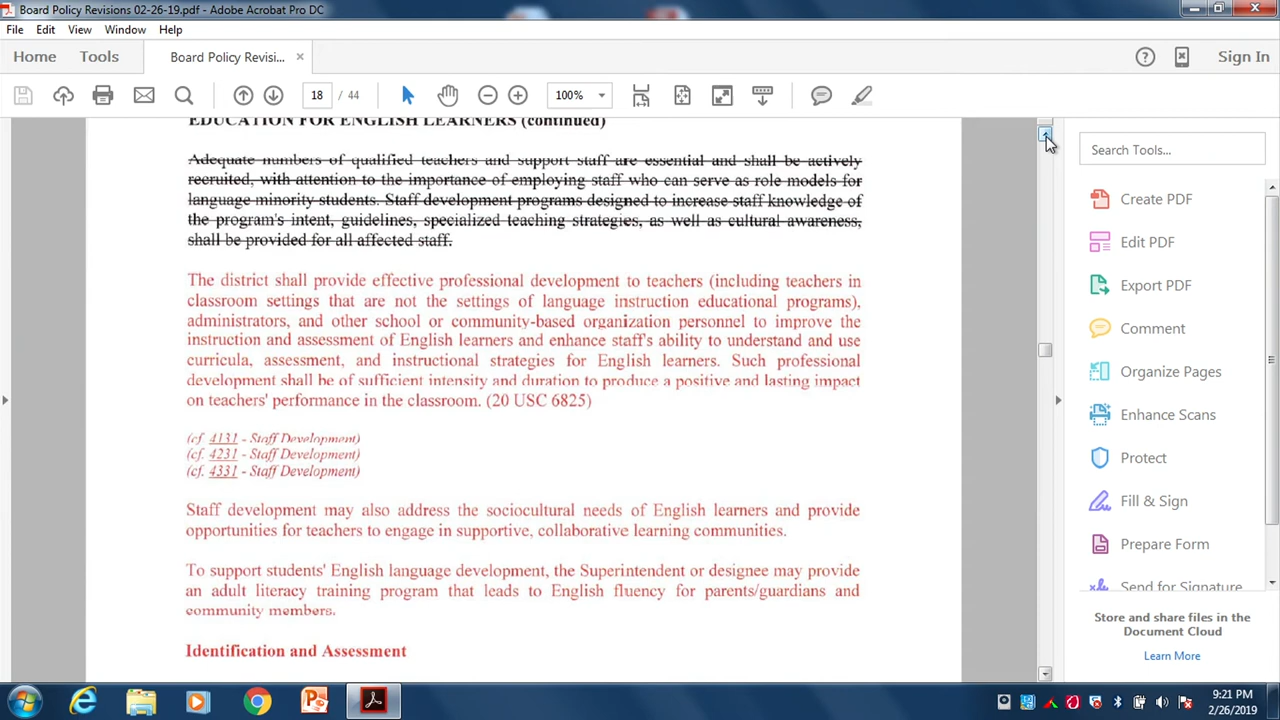 Board Policy Revisions 02-26-19.pdf - Adobe Acrobat Pro DC
File Edit View Window Help
Home Tools Board Policy Revisi... × Sign In
18 / 44 100%
EDUCATION FOR ENGLISH LEARNERS (continued)
Adequate numbers of qualified teachers and support staff are essential and shall be actively
recruited, with attention to the importance of employing staff who can serve as role models for
language minority students. Staff development programs designed to increase staff knowledge of
the program's intent, guidelines, specialized teaching strategies, as well as cultural awareness,
shall be provided for all affected staff.
The district shall provide effective professional development to teachers (including teachers in
classroom settings that are not the settings of language instruction educational programs),
administrators, and other school or community-based organization personnel to improve the
instruction and assessment of English learners and enhance staff's ability to understand and use
curricula, assessment, and instructional strategies for English learners. Such professional
development shall be of sufficient intensity and duration to produce a positive and lasting impact
on teachers' performance in the classroom. (20 USC 6825)
(cf. 4131 - Staff Development)
(cf. 4231 - Staff Development)
(cf. 4331 - Staff Development)
Staff development may also address the sociocultural needs of English learners and provide
opportunities for teachers to engage in supportive, collaborative learning communities.
To support students' English language development, the Superintendent or designee may provide
an adult literacy training program that leads to English fluency for parents/guardians and
community members.
Identification and Assessment
Search Tools...
Create PDF
Edit PDF
Export PDF
Comment
Organize Pages
Enhance Scans
Protect
Fill & Sign
Prepare Form
Send for Signature
Store and share files in the
Document Cloud
Learn More
9:21 PM
2/26/2019